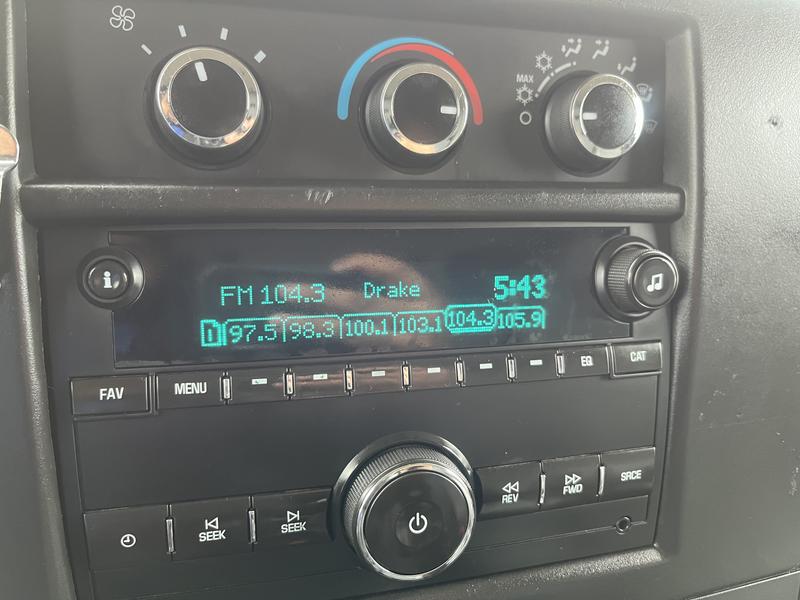 MAX
i
FM 104.3 Drake 5:43
1 97.5 98.3 100.1 103.1 104.3 105.9
FAV MENU EQ CAT
SEEK SEEK REV FWD SRCE